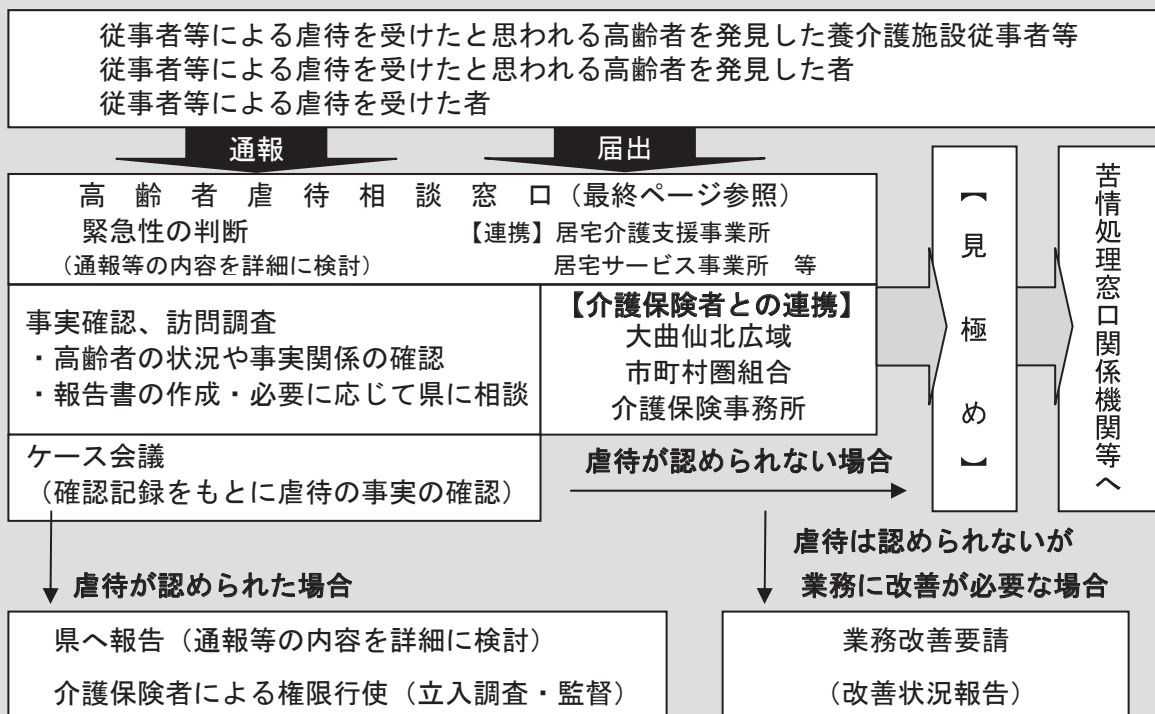 従事者等による虐待を受けたと思われる高齢者を発見した養介護施設従事者等
従事者等による虐待を受けたと思われる高齢者を発見した者
従事者等による虐待を受けた者
通報
届出
高齢者虐待相談窓口（最終ページ参照）
緊急性の判断
（通報等の内容を詳細に検討）
【連携】居宅介護支援事業所
居宅サービス事業所　等
事実確認、訪問調査
・高齢者の状況や事実関係の確認
・報告書の作成・必要に応じて県に相談
【介護保険者との連携】
大曲仙北広域
市町村圏組合
介護保険事務所
ケース会議
（確認記録をもとに虐待の事実の確認）
虐待が認められない場合
【見極め】
苦情処理窓口関係機関等へ
虐待が認められた場合
虐待は認められないが
業務に改善が必要な場合
県へ報告（通報等の内容を詳細に検討）
介護保険者による権限行使（立入調査・監督）
業務改善要請
（改善状況報告）